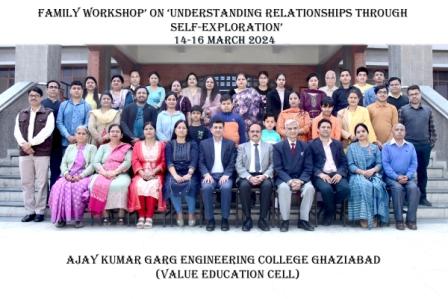 FAMILY WORKSHOP' ON 'UNDERSTANDING RELATIONSHIPS THROUGH
SELF-EXPLORATION'
14-16 MARCH 2024
AJAY KUMAR GARG ENGINEERING COLLEGE GHAZIABAD
(VALUE EDUCATION CELL)